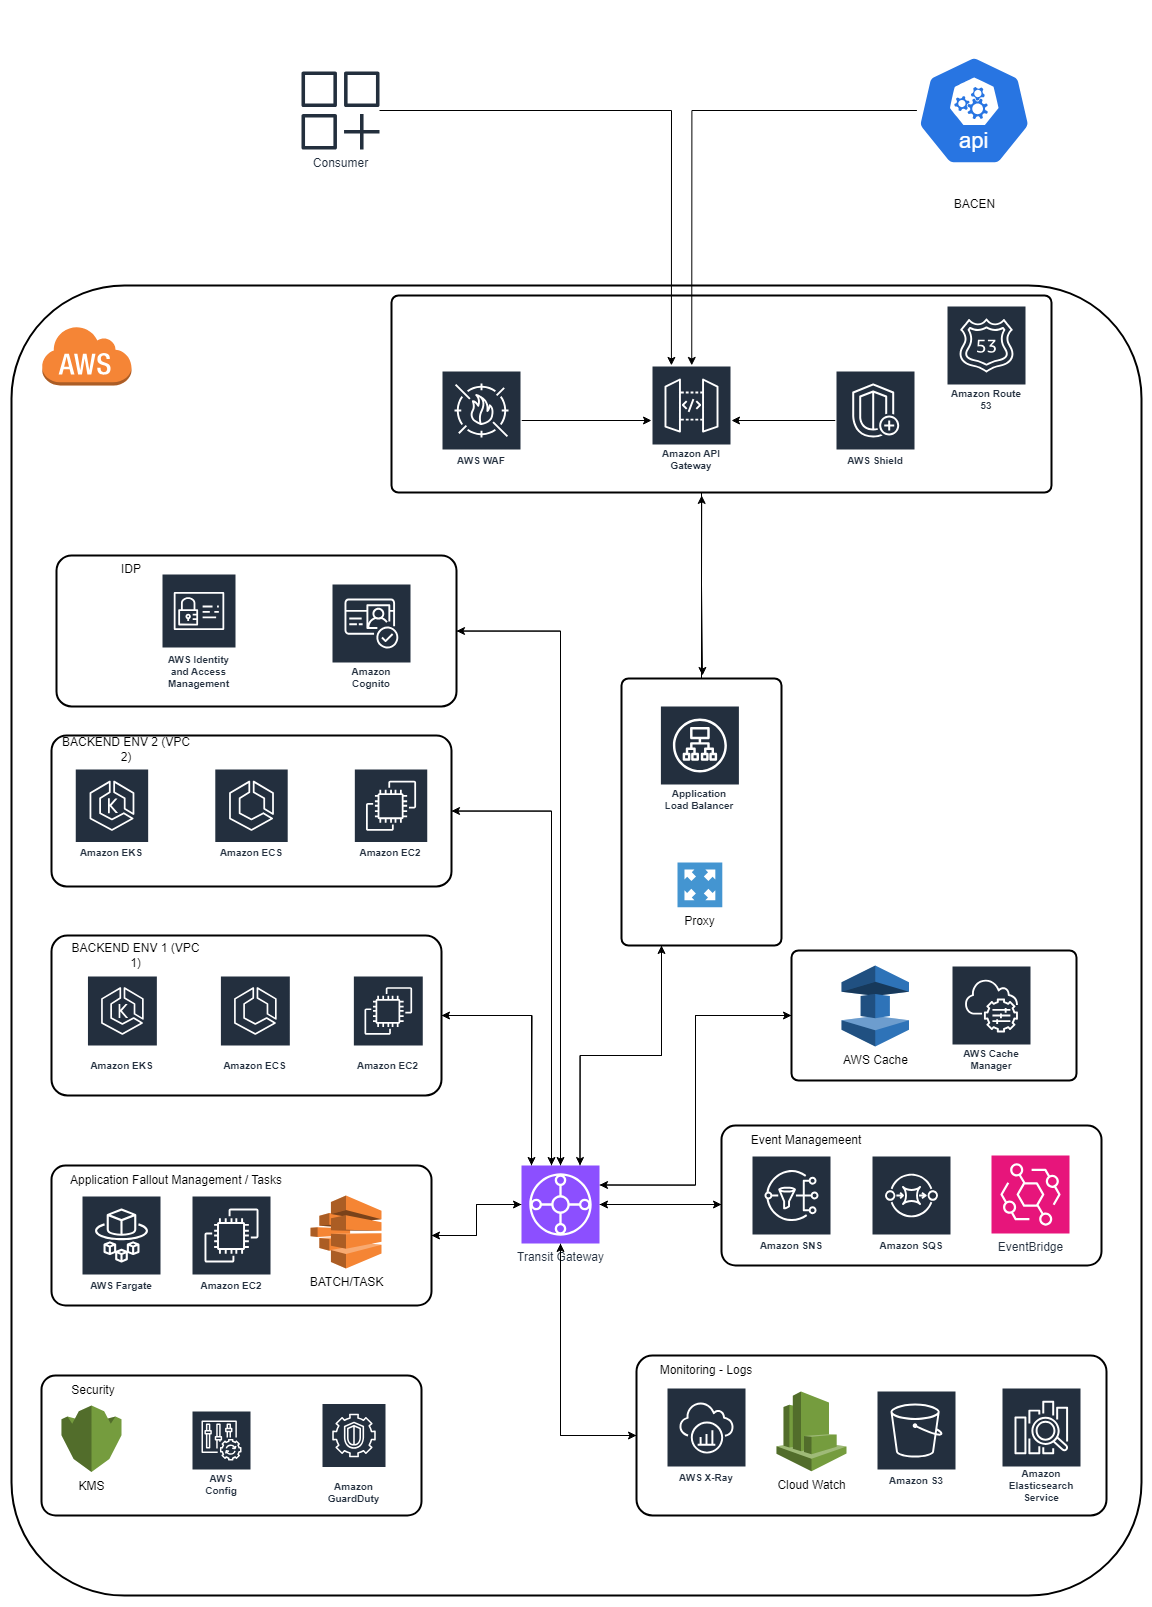 Consumer
api
BACEN
AWS
53
Amazon Route
53
AWS WAF
Amazon API
Gateway
AWS Shield
IDP
AWS Identity
and Access
Management
Amazon
Cognito
BACKEND ENV 2 (VPC
2)
K
Amazon EKS
Amazon ECS
Amazon EC2
Application
Load Balancer
Proxy
BACKEND ENV 1 (VPC
1)
K
Amazon EKS
Amazon ECS
Amazon EC2
AWS Cache
AWS Cache
Manager
Event Managemeent
Amazon SNS
Amazon SQS
EventBridge
Application Fallout Management / Tasks
AWS Fargate
Amazon EC2
BATCH/TASK
Transit Gateway
Security
KMS
AWS
Config
Amazon
GuardDuty
Monitoring - Logs
AWS X-Ray
Cloud Watch
Amazon S3
Amazon
Elasticsearch
Service